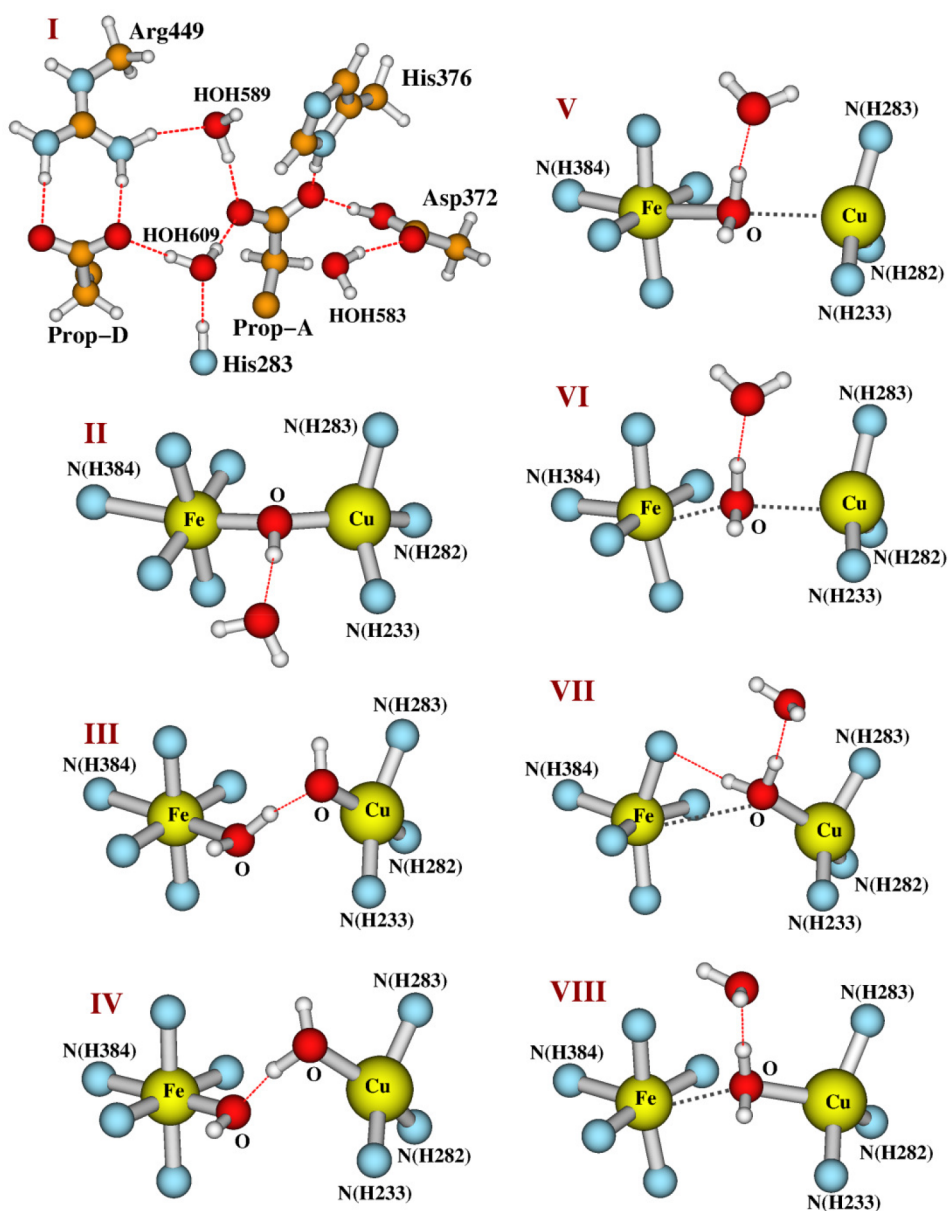 I
Arg449
HOH589
His376
Asp372
HOH609
HOH583
Prop–D
Prop–A
His283
II
N(H283)
N(H384)
O
Fe
Cu
N(H282)
N(H233)
III
N(H283)
N(H384)
Fe
O
Cu
O
N(H282)
N(H233)
IV
N(H283)
N(H384)
Fe
O
Cu
O
N(H282)
N(H233)
V
N(H283)
N(H384)
Fe
Cu
O
N(H282)
N(H233)
VI
N(H283)
N(H384)
Fe
Cu
O
N(H282)
N(H233)
VII
N(H283)
N(H384)
O
Fe
Cu
N(H282)
N(H233)
VIII
N(H283)
N(H384)
O
Fe
Cu
N(H282)
N(H233)